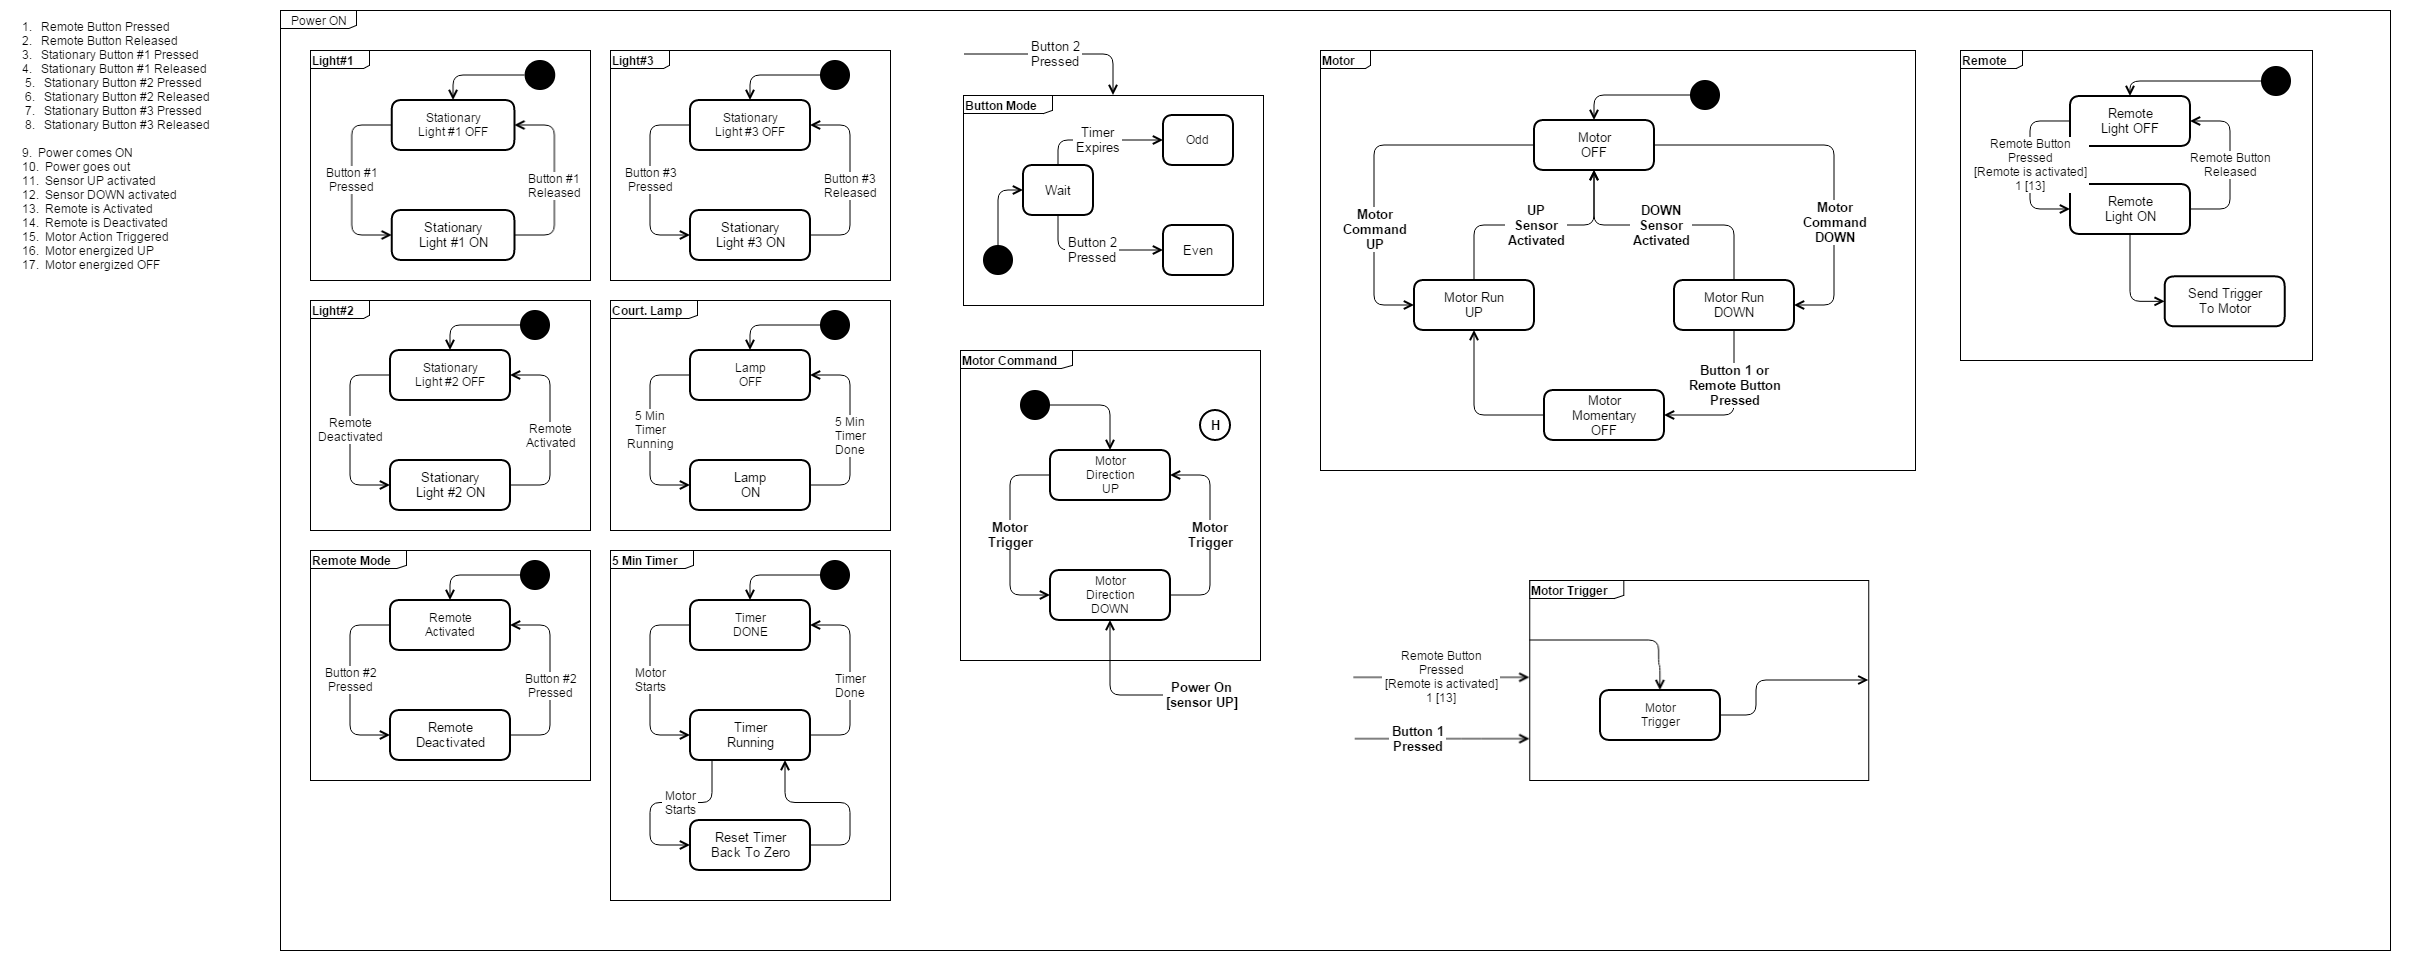 1. Remote Button Pressed
2. Remote Button Released
3. Stationary Button #1 Pressed
4. Stationary Button #1 Released
5. Stationary Button #2 Pressed
6. Stationary Button #2 Released
7. Stationary Button #3 Pressed
8. Stationary Button #3 Released
9. Power comes ON
10. Power goes out
11. Sensor UP activated
12. Sensor DOWN activated
13. Remote is Activated
14. Remote is Deactivated
15. Motor Action Triggered
16. Motor energized UP
17. Motor energized OFF
Power ON
Light#1
Stationary
Light #1 OFF
Button #1
Pressed
Button #1
Released
Stationary
Light #1 ON
Light#3
Stationary
Light #3 OFF
Button #3
Pressed
Button #3
Released
Stationary
Light #3 ON
Light#2
Stationary
Light #2 OFF
Remote
Deactivated
Remote
Activated
Stationary
Light #2 ON
Court. Lamp
Lamp
OFF
5 Min
Timer
Running
5 Min
Timer
Done
Lamp
ON
Remote Mode
Remote
Activated
Button #2
Pressed
Button #2
Pressed
Remote
Deactivated
5 Min Timer
Timer
DONE
Motor
Starts
Timer
Done
Timer
Running
Motor
Starts
Reset Timer
Back To Zero
Button 2
Pressed
Button Mode
Timer
Expires
Odd
Wait
Button 2
Pressed
Even
Motor Command
H
Motor
Direction
UP
Motor
Trigger
Motor
Trigger
Motor
Direction
DOWN
Power On
[sensor UP]
Motor
Motor
OFF
Motor
Command
UP
UP
Sensor
Activated
DOWN
Sensor
Activated
Motor
Command
DOWN
Motor Run
UP
Motor Run
DOWN
Button 1 or
Remote Button
Pressed
Motor
Momentary
OFF
Motor Trigger
Remote Button
Pressed
[Remote is activated]
1 [13]
Button 1
Pressed
Motor
Trigger
Remote
Remote
Light OFF
Remote Button
Pressed
[Remote is activated]
1 [13]
Remote Button
Released
Remote
Light ON
Send Trigger
To Motor